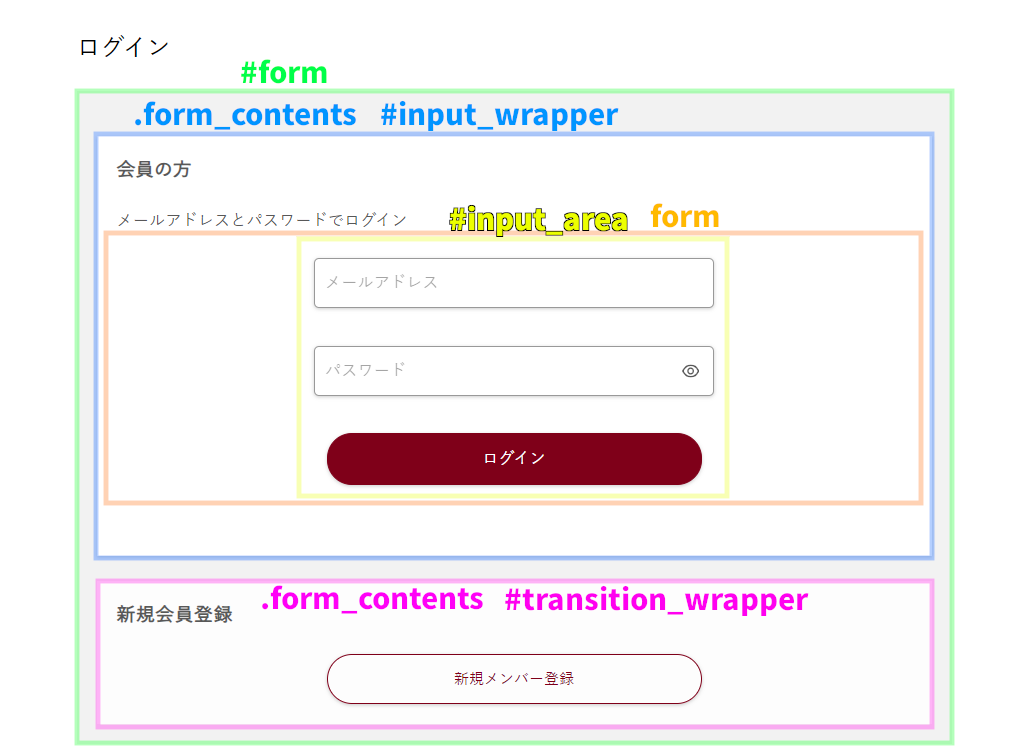 ログイン
#form
.form_contents #input_wrapper
会員の方
メールアドレスとパスワードでログイン
#input_area form
メールアドレス
パスワード
ログイン
新規会員登録
.form_contents #transition_wrapper
新規メンバー登録